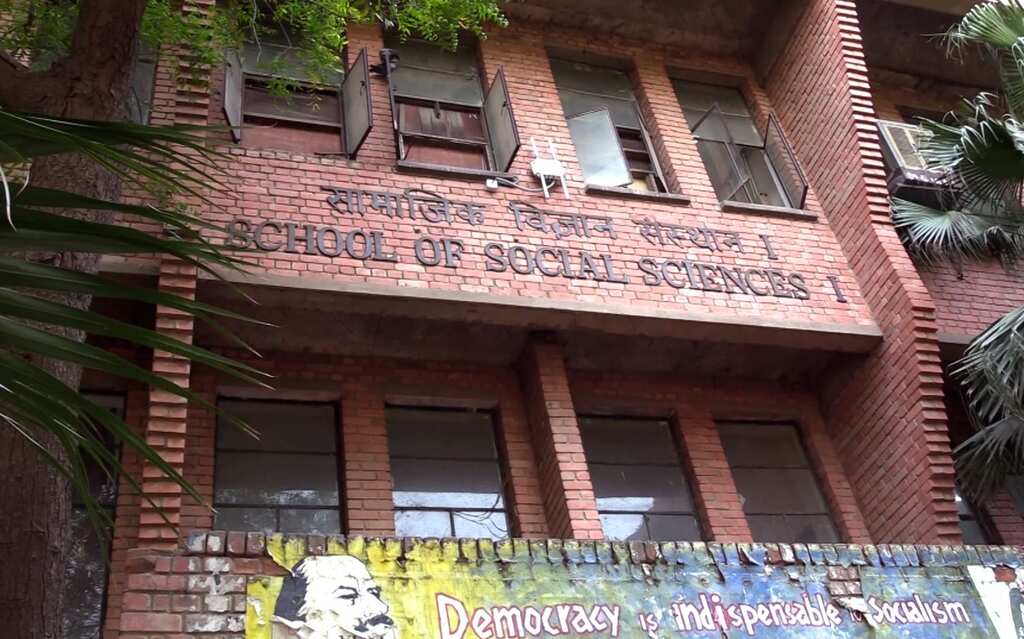 सामाजिक विज्ञान संस्थान I
SCHOOL OF SOCIAL SCIENCES I
Democracy is indispensable to Socialism